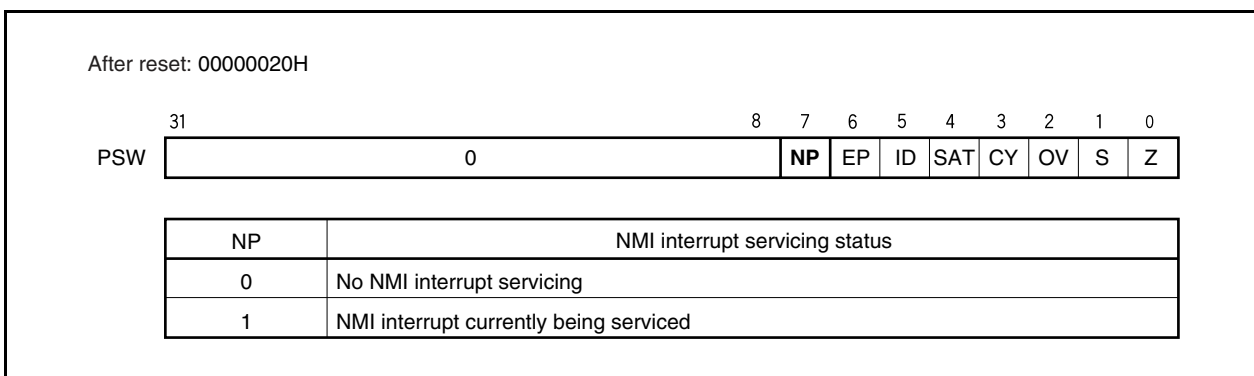 After reset: 00000020H
31 8 7 6 5 4 3 2 1 0
PSW 0 NP EP ID SAT CY OV S Z
NP NMI interrupt servicing status
0 No NMI interrupt servicing
1 NMI interrupt currently being serviced